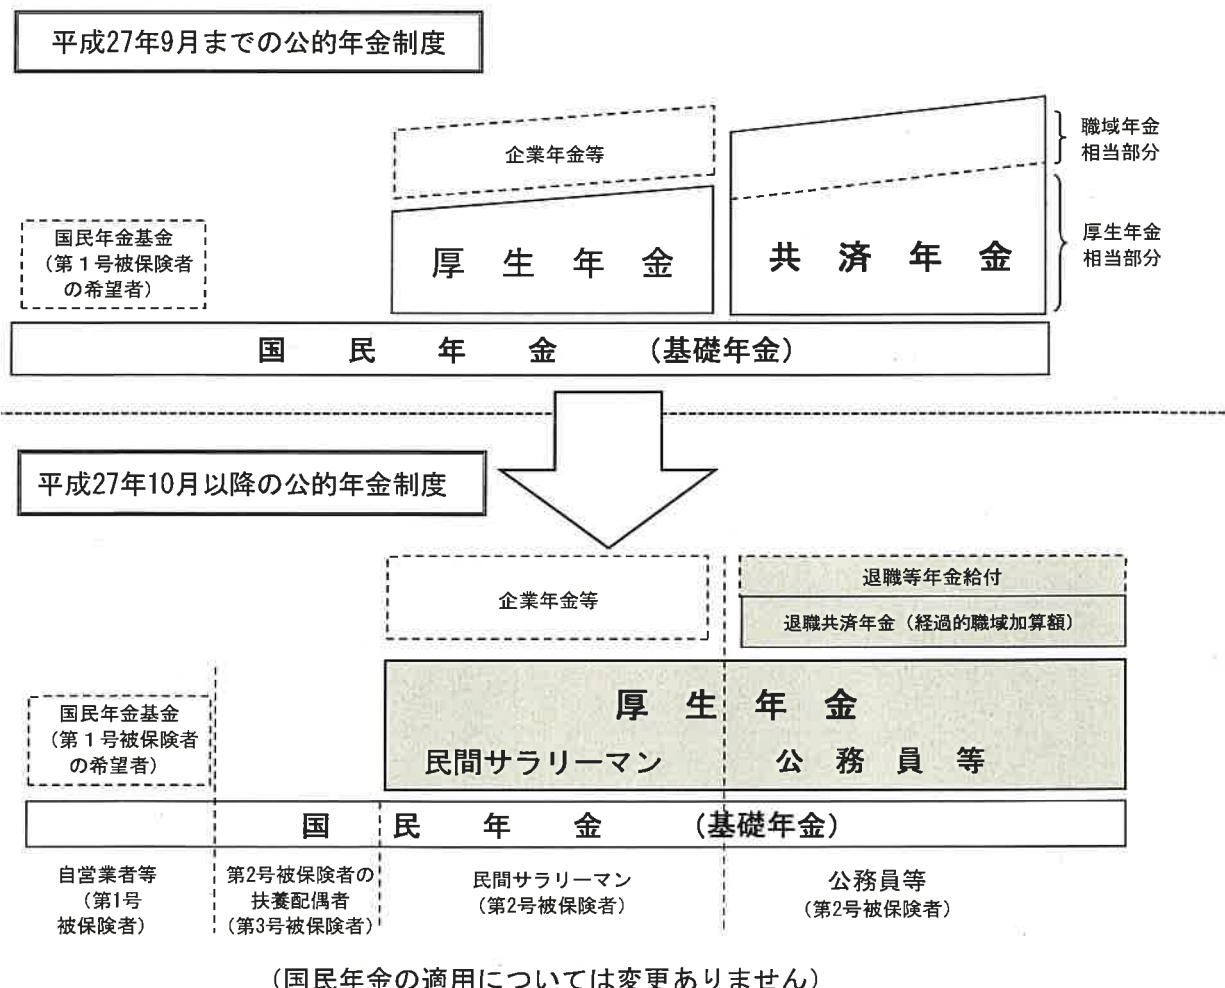 平成27年9月までの公的年金制度
企業年金等
職域年金
相当部分
国民年金基金
(第1号被保険者
の希望者)
厚 生 年 金
共 済 年 金
厚生年金
相当部分
国 民 年 金 (基礎年金)
平成27年10月以降の公的年金制度
企業年金等
退職等年金給付
退職共済年金(経過的職域加算額)
国民年金基金
(第1号被保険者
の希望者)
厚 生 年 金
民間サラリーマン
公 務 員 等
国 民 年 金 (基礎年金)
自営業者等
(第1号
被保険者)
第2号被保険者の
扶養配偶者
(第3号被保険者)
民間サラリーマン
(第2号被保険者)
公務員等
(第2号被保険者)
(国民年金の適用については変更ありません)